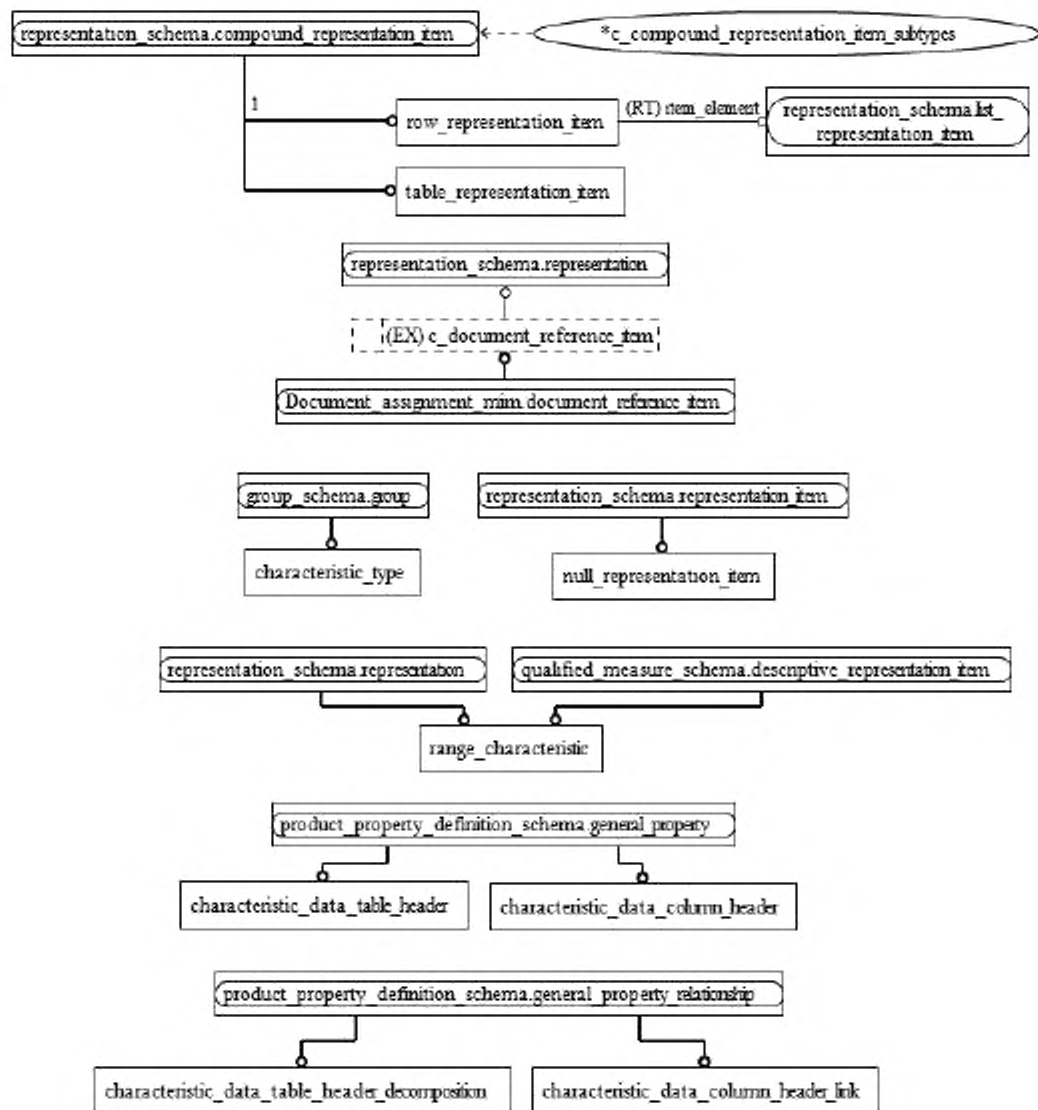 representation_schema.compound_representation_item
*c_compound_representation_item_subtypes
1
row_representation_item
(RT) item_element
representation_schema.list_
representation_item
table_representation_item
representation_schema.representation
(EX) c_document_reference_item
Document_assignment_mim.document_reference_item
group_schema.group
representation_schema.representation_item
characteristic_type
null_representation_item
representation_schema.representation
qualified_measure_schema.descriptive_representation_item
range_characteristic
product_property_definition_schema.general_property
characteristic_data_table_header
characteristic_data_column_header
product_property_definition_schema.general_property_relationship
characteristic_data_table_header_decomposition
characteristic_data_column_header_link